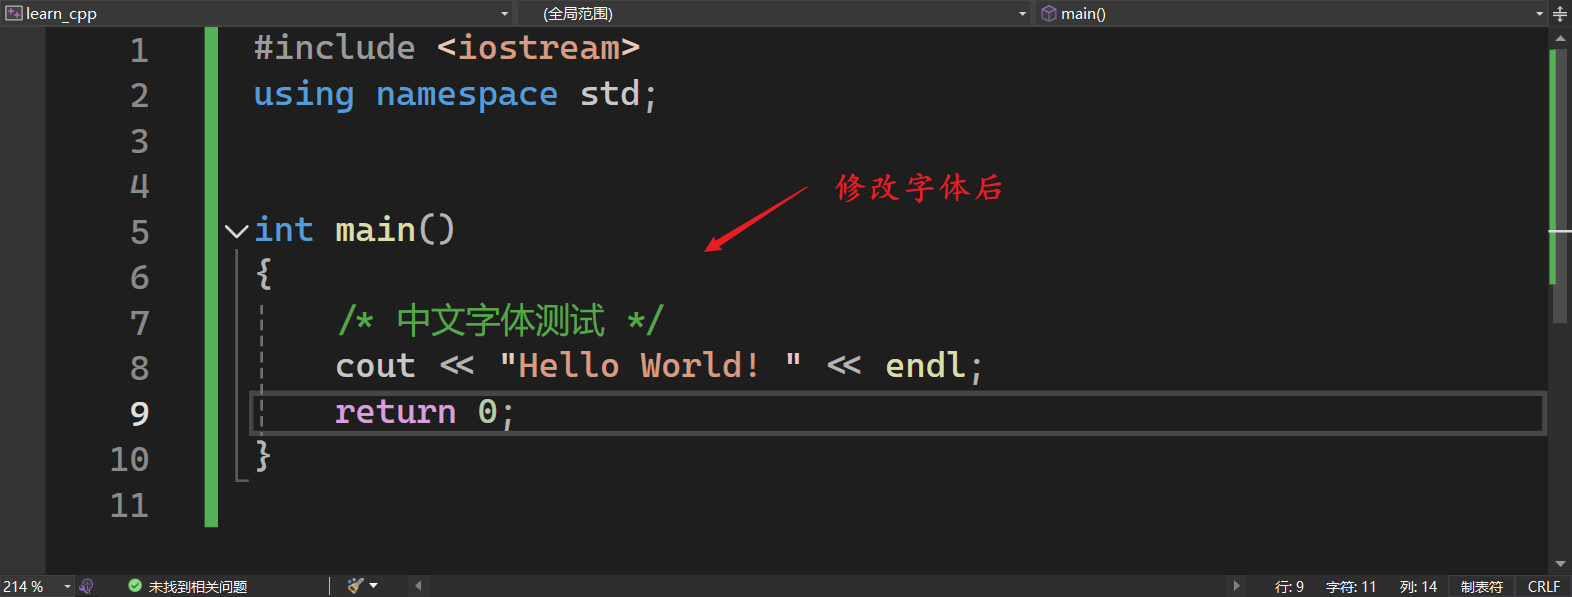 learn_cpp (全局范围) main()
1 #include <iostream>
2 using namespace std;
3
4
修改字体后
5 int main()
6 {
7 /* 中文字体测试 */
8 cout << "Hello World! " << endl;
9 return 0;
10 }
11
214 % 未找到相关问题 行: 9 字符: 11 列: 14 制表符 CRLF